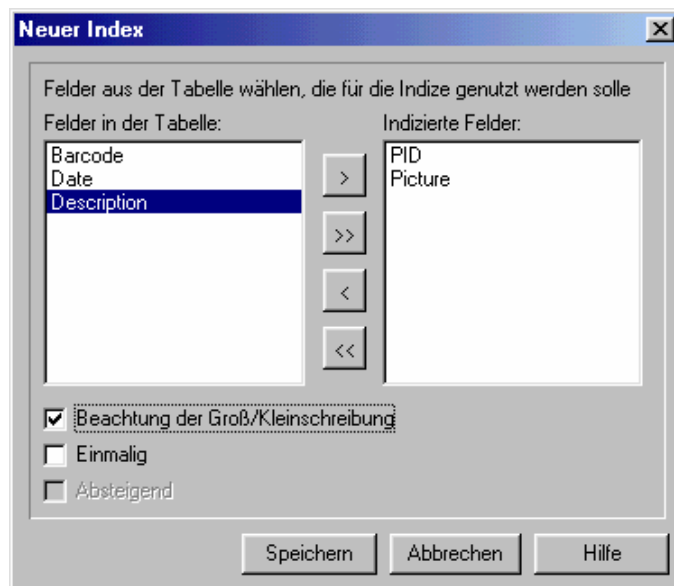 Neuer Index
Felder aus der Tabelle wählen, die für die Indize genutzt werden solle
Felder in der Tabelle:
Indizierte Felder:
Barcode
Date
Description
>
>>
<
<<
PID
Picture
Beachtung der Groß/Kleinschreibung
Einmalig
Absteigend
Speichern
Abbrechen
Hilfe